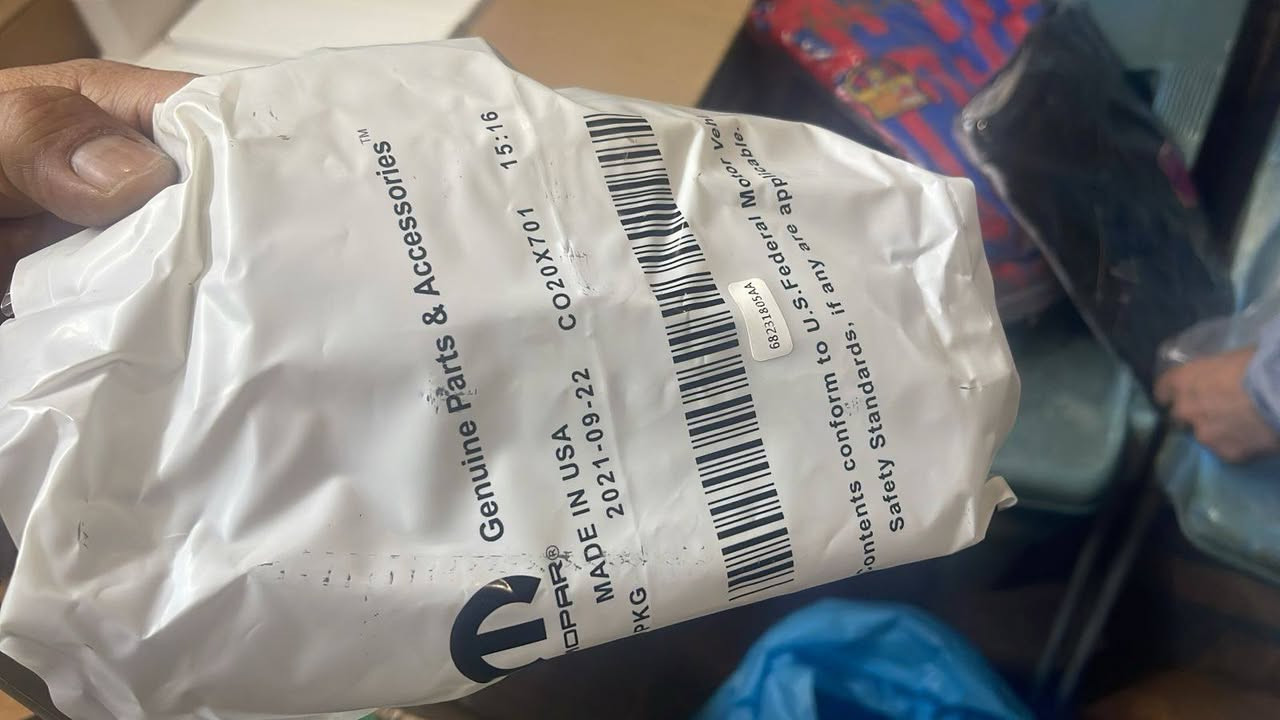 Genuine Parts & Accessories™
MOPAR®
MADE IN USA
2021-09-22 CO20X701 15:16
PKG
68231805AA
Contents conform to U.S. Federal Motor Veh
Safety Standards, if any are applicable.